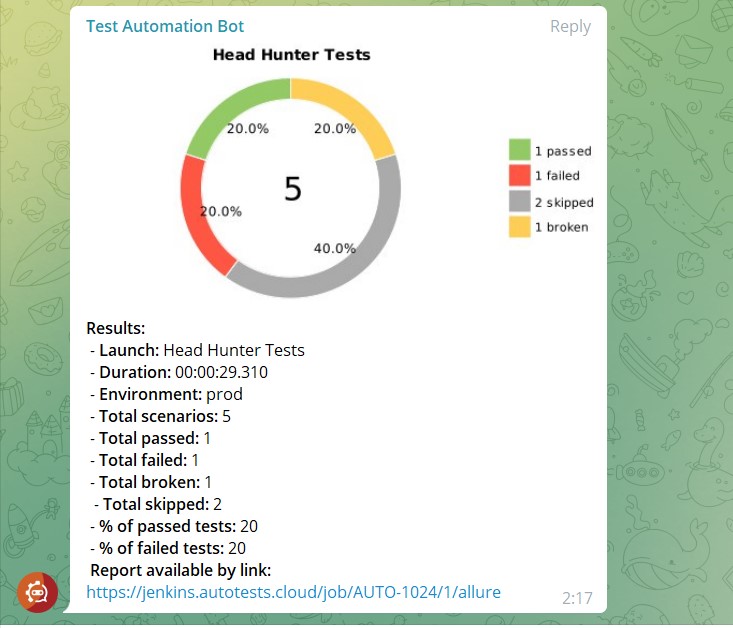 Test Automation Bot
Reply
Head Hunter Tests
20.0%
20.0%
5
20.0%
40.0%
1 passed
1 failed
2 skipped
1 broken
Results:
- Launch: Head Hunter Tests
- Duration: 00:00:29.310
- Environment: prod
- Total scenarios: 5
- Total passed: 1
- Total failed: 1
- Total broken: 1
- Total skipped: 2
- % of passed tests: 20
- % of failed tests: 20
Report available by link:
https://jenkins.autotests.cloud/job/AUTO-1024/1/allure
2:17